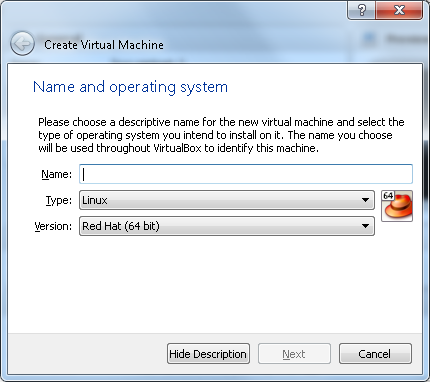 Create Virtual Machine
Name and operating system
Please choose a descriptive name for the new virtual machine and select the
type of operating system you intend to install on it. The name you choose
will be used throughout VirtualBox to identify this machine.
Name:
Type: Linux
64
Version: Red Hat (64 bit)
Hide Description Next Cancel